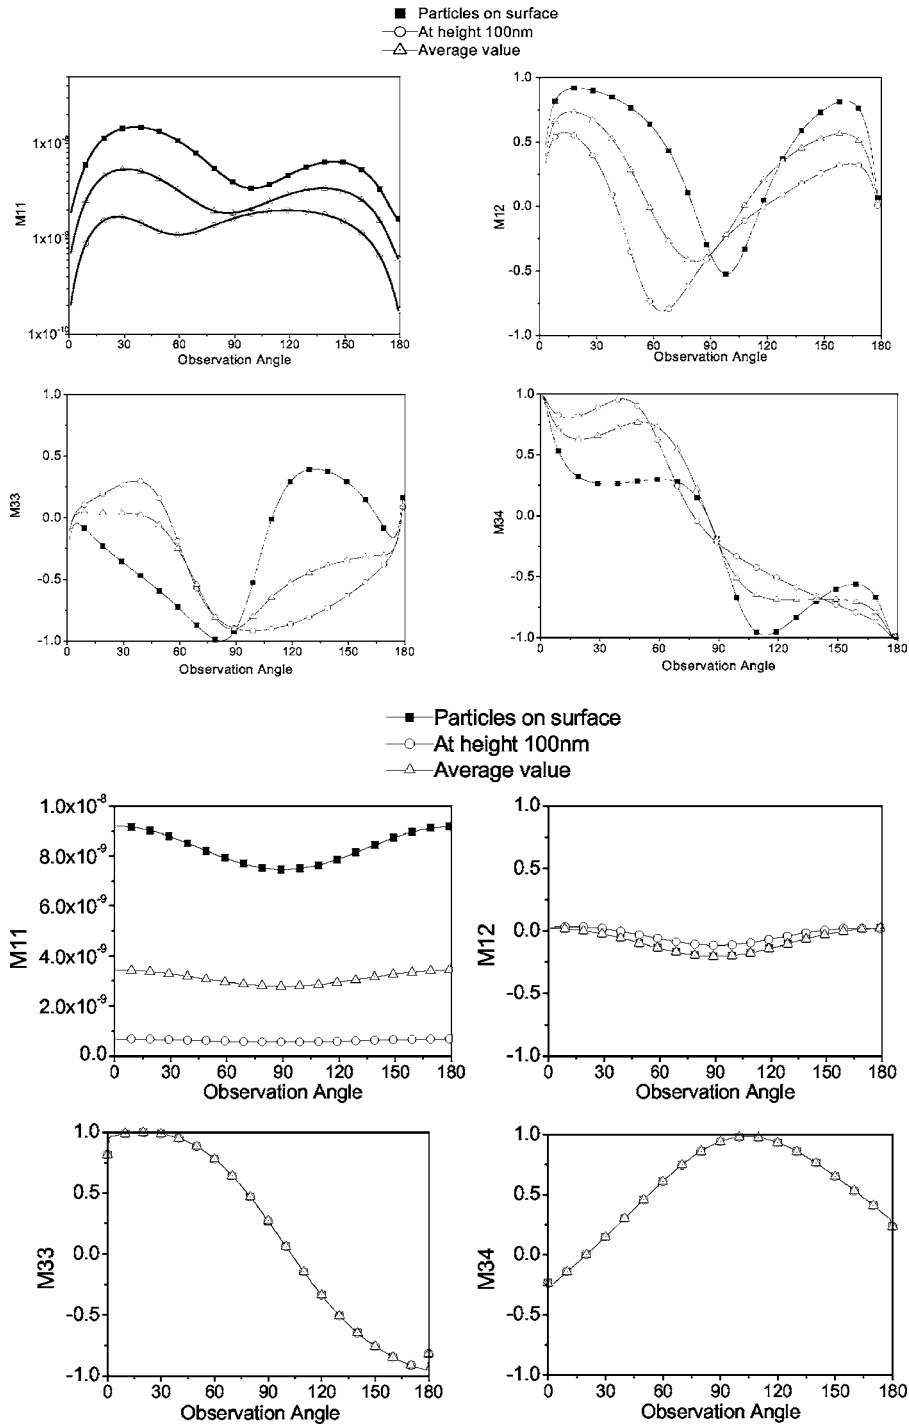 Particles on surface
At height 100nm
Average value
1x10⁻⁸
1x10⁻⁹
1x10⁻¹⁰
M11
0 30 60 90 120 150 180
Observation Angle
1.0
0.5
0.0
-0.5
-1.0
M12
0 30 60 90 120 150 180
Observation Angle
1.0
0.5
0.0
-0.5
-1.0
M33
0 30 60 90 120 150 180
Observation Angle
1.0
0.5
0.0
-0.5
-1.0
M34
0 30 60 90 120 150 180
Observation Angle
Particles on surface
At height 100nm
Average value
1.0x10⁻⁸
8.0x10⁻⁹
6.0x10⁻⁹
4.0x10⁻⁹
2.0x10⁻⁹
0.0
M11
0 30 60 90 120 150 180
Observation Angle
1.0
0.5
0.0
-0.5
-1.0
M12
0 30 60 90 120 150 180
Observation Angle
1.0
0.5
0.0
-0.5
-1.0
M33
0 30 60 90 120 150 180
Observation Angle
1.0
0.5
0.0
-0.5
-1.0
M34
0 30 60 90 120 150 180
Observation Angle